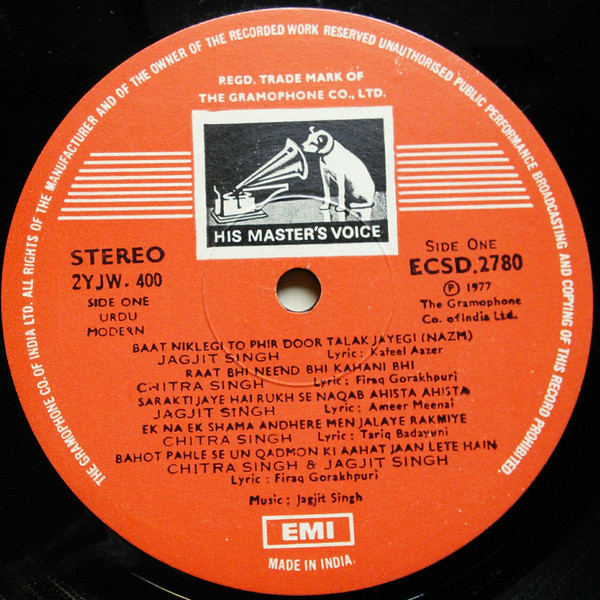 THE GRAMOPHONE CO. OF INDIA LTD. ALL RIGHTS OF THE MANUFACTURER AND OF THE OWNER OF THE RECORDED WORK RESERVED UNAUTHORISED PUBLIC PERFORMANCE BROADCASTING AND COPYING OF THIS RECORD PROHIBITED.
REGD. TRADE MARK OF
THE GRAMOPHONE CO., LTD.
HIS MASTER'S VOICE
STEREO
2YJW. 400
SIDE ONE
URDU
MODERN
SIDE ONE
ECSD.2780
Ⓟ 1977
The Gramophone
Co. of India Ltd.
BAAT NIKLEGI TO PHIR DOOR TALAK JAYEGI (NAZM)
JAGJIT SINGH Lyric: Kafeel Aazer
RAAT BHI NEEND BHI KAHANI BHI
CHITRA SINGH Lyric: Firaq Gorakhpuri
SARAKTI JAYE HAI RUKH SE NAQAB AHISTA AHISTA
JAGJIT SINGH Lyric: Ameer Meenai
EK NA EK SHAMA ANDHERE MEN JALAYE RAKMIYE
CHITRA SINGH Lyric: Tariq Badayuni
BAHOT PAHLE SE UN QADMON KI AAHAT JAAN LETE HAIN
CHITRA SINGH & JAGJIT SINGH
Lyric: Firaq Gorakhpuri
Music: Jagjit Singh
EMI
MADE IN INDIA.